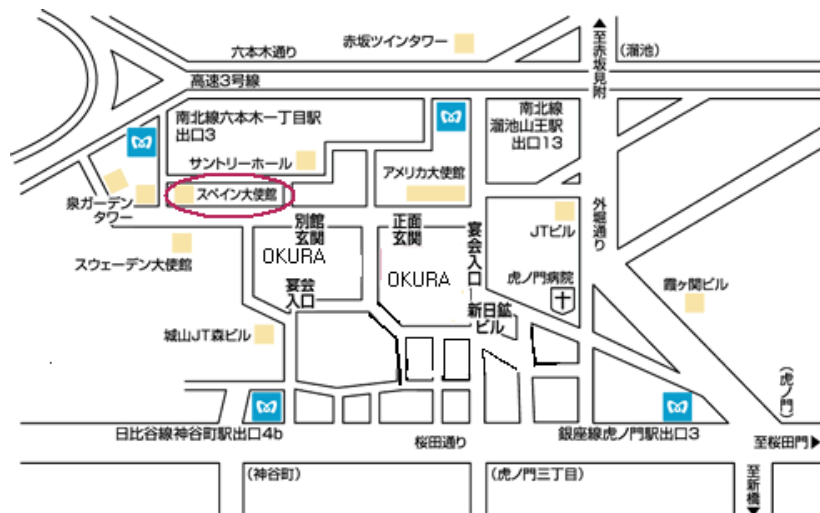 赤坂ツインタワー
六本木通り
(溜池)
▲至赤坂見附
高速3号線
南北線六本木一丁目駅
出口3
南北線
溜池山王駅
出口13
サントリーホール
アメリカ大使館
スペイン大使館
泉ガーデン
タワー
外堀通り
JTビル
別館
玄関
正面
玄関
宴会入口
スウェーデン大使館
OKURA
OKURA
虎ノ門病院
霞ヶ関ビル
宴会
入口
新日鉱
ビル
城山JT森ビル
(虎ノ門)
日比谷線神谷町駅出口4b
桜田通り
銀座線虎ノ門駅出口3
至桜田門▶
(神谷町)
(虎ノ門三丁目)
至新橋▼